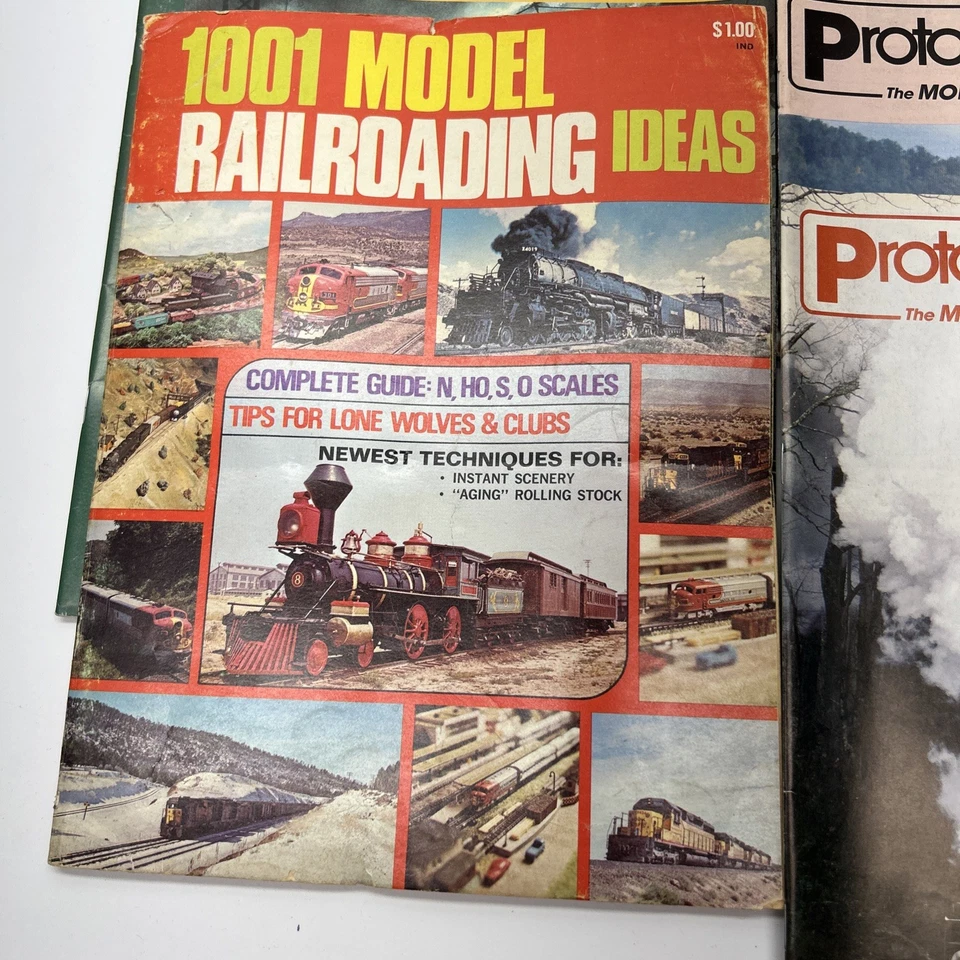 1001 MODEL
RAILROADING IDEAS
$1.00
IND
COMPLETE GUIDE: N, HO, S, O SCALES
TIPS FOR LONE WOLVES & CLUBS
NEWEST TECHNIQUES FOR:
• INSTANT SCENERY
• "AGING" ROLLING STOCK
8
Proto
The MO
Proto
The M